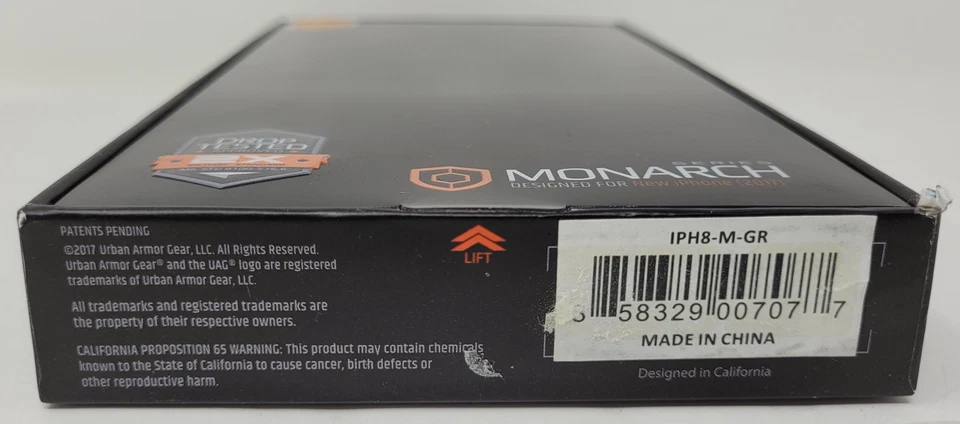 DROP
TESTED
2X
SERIES
MONARCH
DESIGNED FOR New iPhone (2017)
PATENTS PENDING
©2017 Urban Armor Gear, LLC. All Rights Reserved.
Urban Armor Gear® and the UAG® logo are registered
trademarks of Urban Armor Gear, LLC.
All trademarks and registered trademarks are
the property of their respective owners.
CALIFORNIA PROPOSITION 65 WARNING: This product may contain chemicals
known to the State of California to cause cancer, birth defects or
other reproductive harm.
LIFT
IPH8-M-GR
8 58329 00707 7
MADE IN CHINA
Designed in California